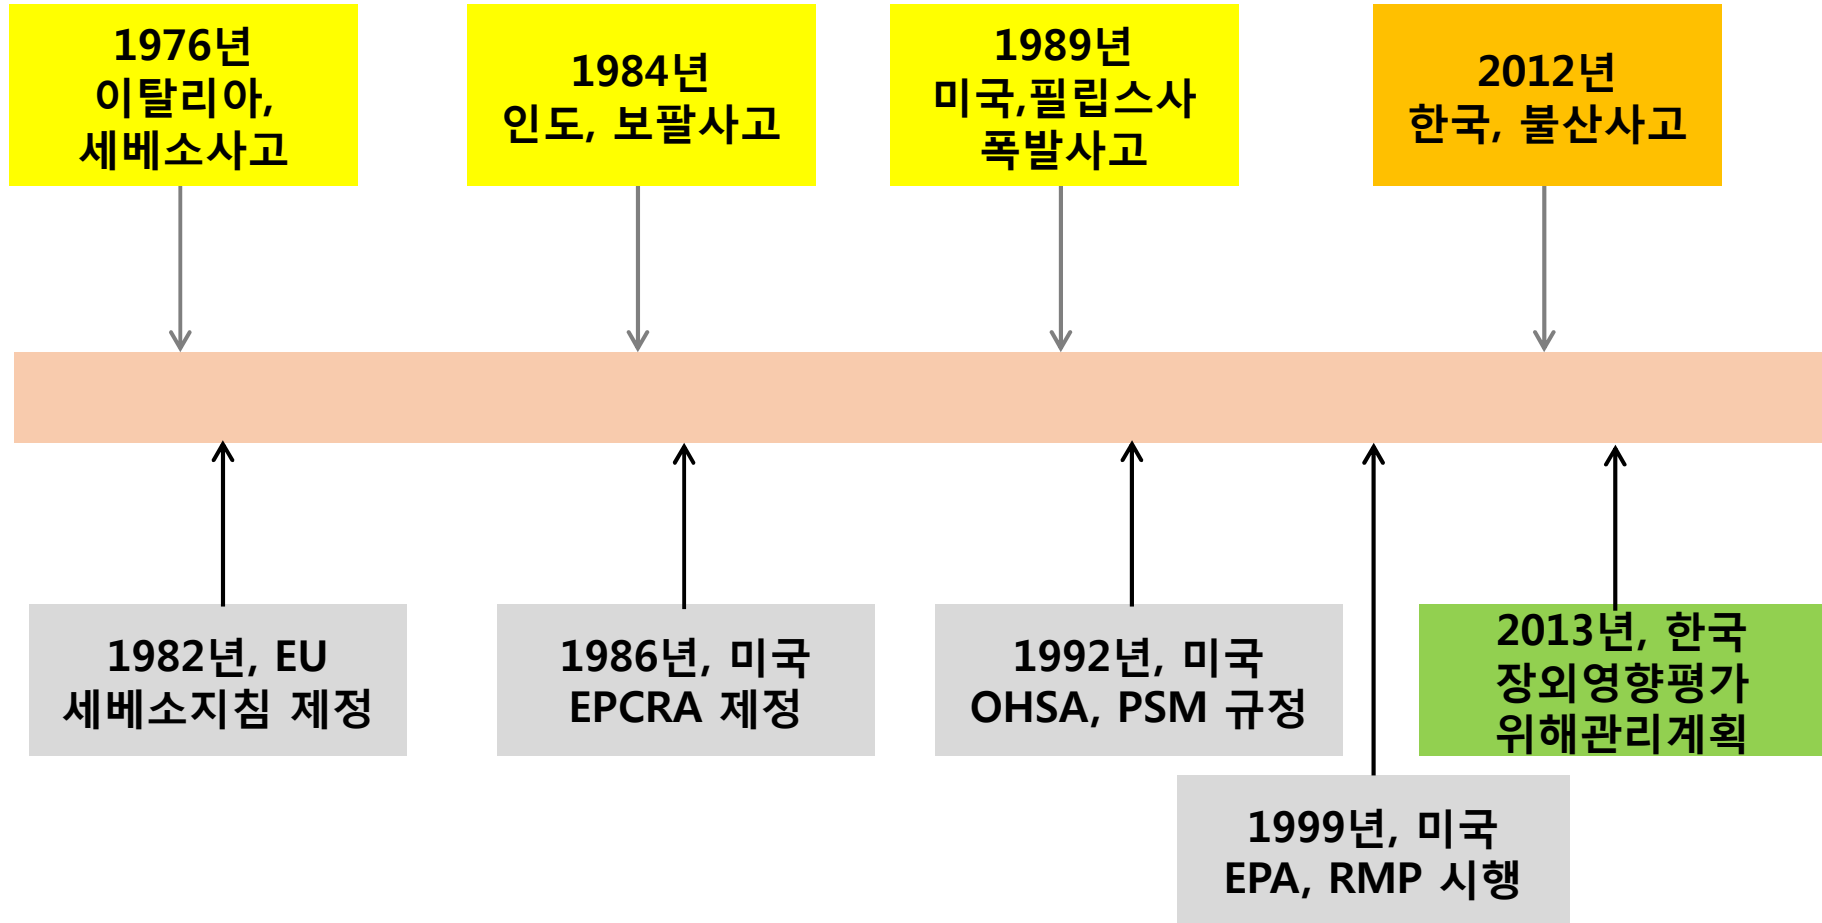 1976년
이탈리아,
세베소사고
1984년
인도, 보팔사고
1989년
미국,필립스사
폭발사고
2012년
한국, 불산사고
1982년, EU
세베소지침 제정
1986년, 미국
EPCRA 제정
1992년, 미국
OHSA, PSM 규정
2013년, 한국
장외영향평가
위해관리계획
1999년, 미국
EPA, RMP 시행